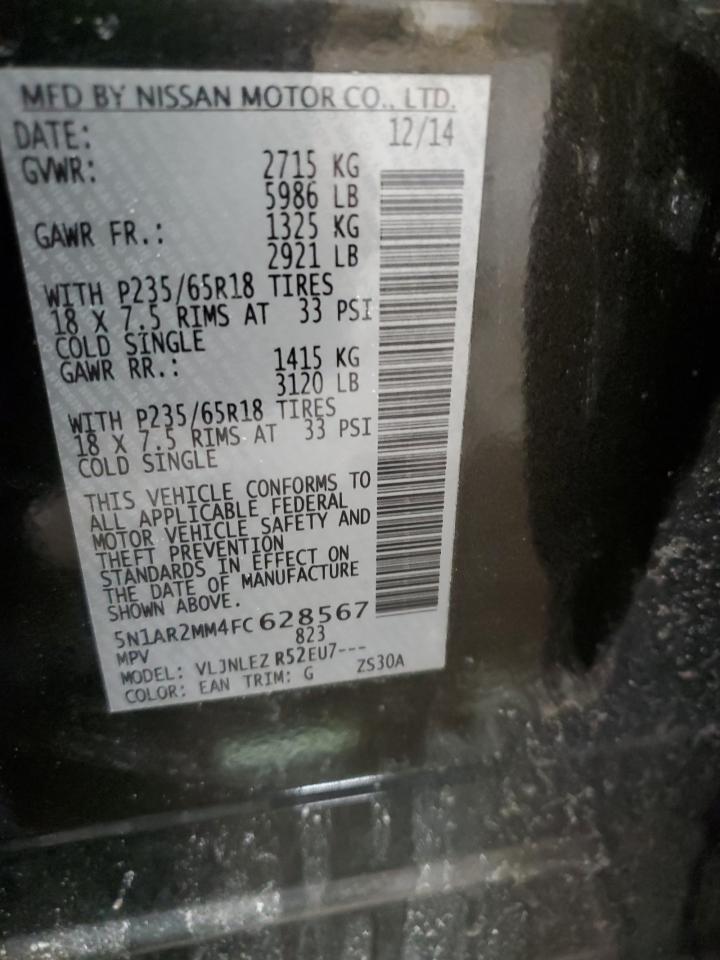 MFD BY NISSAN MOTOR CO., LTD.
DATE: 12/14
GVWR: 2715 KG
5986 LB
GAWR FR.: 1325 KG
2921 LB
WITH P235/65R18 TIRES
18 X 7.5 RIMS AT 33 PSI
COLD SINGLE
GAWR RR.: 1415 KG
3120 LB
WITH P235/65R18 TIRES
18 X 7.5 RIMS AT 33 PSI
COLD SINGLE
THIS VEHICLE CONFORMS TO
ALL APPLICABLE FEDERAL
MOTOR VEHICLE SAFETY AND
THEFT PREVENTION
STANDARDS IN EFFECT ON
THE DATE OF MANUFACTURE
SHOWN ABOVE.
5N1AR2MM4FC628567
MPV 823
MODEL: VLJNLEZ R52EU7---
COLOR: EAN TRIM: G ZS30A